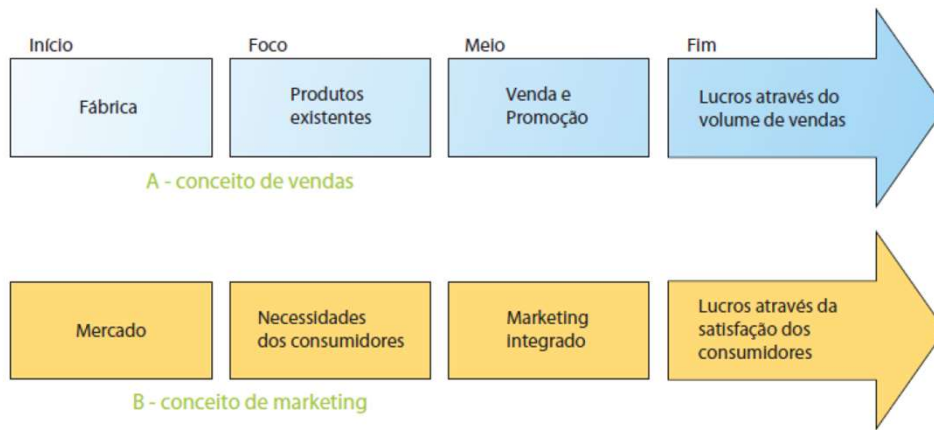 Início
Foco
Meio
Fim
Fábrica
Produtos
existentes
Venda e
Promoção
Lucros através do
volume de vendas
A - conceito de vendas
Mercado
Necessidades
dos consumidores
Marketing
Integrado
Lucros através da
satisfação dos
consumidores
B - conceito de marketing